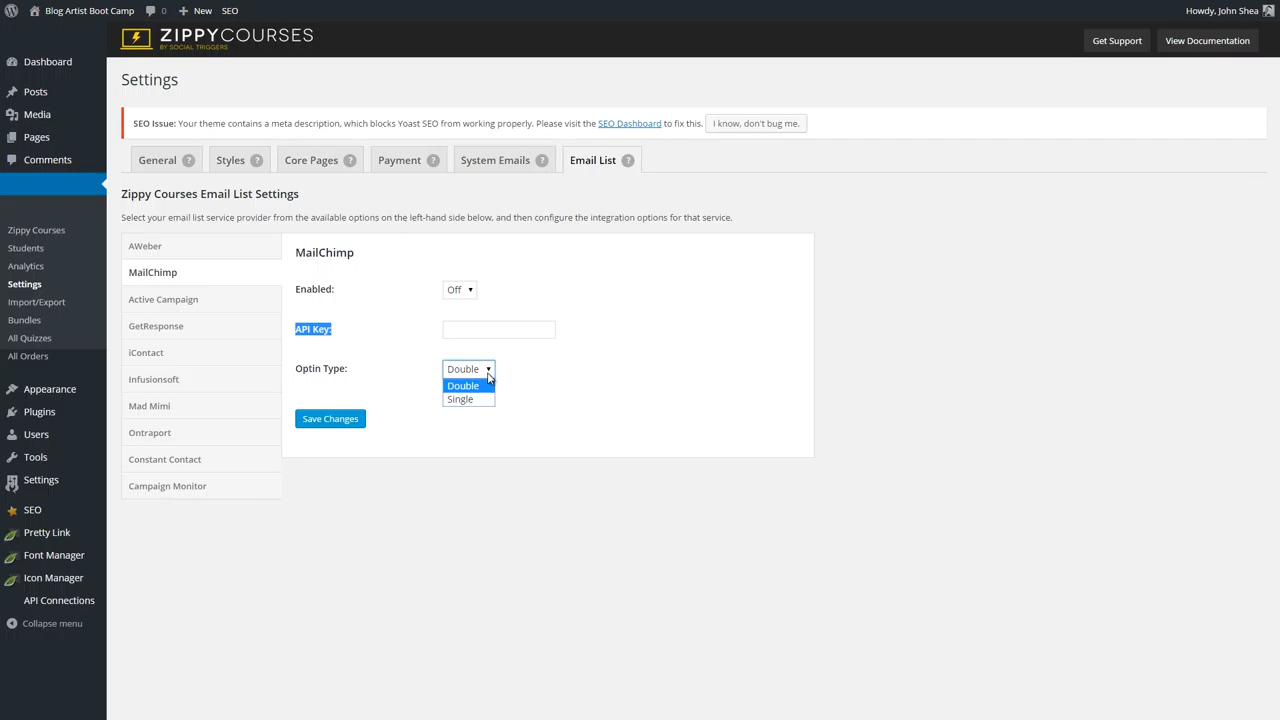 Blog Artist Boot Camp 0 + New SEO Howdy, John Shea
ZIPPYCOURSES
BY SOCIAL TRIGGERS
Get Support View Documentation
Dashboard
Posts
Media
Pages
Comments
Zippy Courses
Students
Analytics
Settings
Import/Export
Bundles
All Quizzes
All Orders
Appearance
Plugins
Users
Tools
Settings
SEO
Pretty Link
Font Manager
Icon Manager
API Connections
Collapse menu
Settings
SEO Issue: Your theme contains a meta description, which blocks Yoast SEO from working properly. Please visit the SEO Dashboard to fix this. I know, don't bug me.
General ? Styles ? Core Pages ? Payment ? System Emails ? Email List ?
Zippy Courses Email List Settings
Select your email list service provider from the available options on the left-hand side below, and then configure the integration options for that service.
AWeber
MailChimp
Active Campaign
GetResponse
iContact
Infusionsoft
Mad Mimi
Ontraport
Constant Contact
Campaign Monitor
MailChimp
Enabled: Off
API Key:
Optin Type: Double
Double
Single
Save Changes